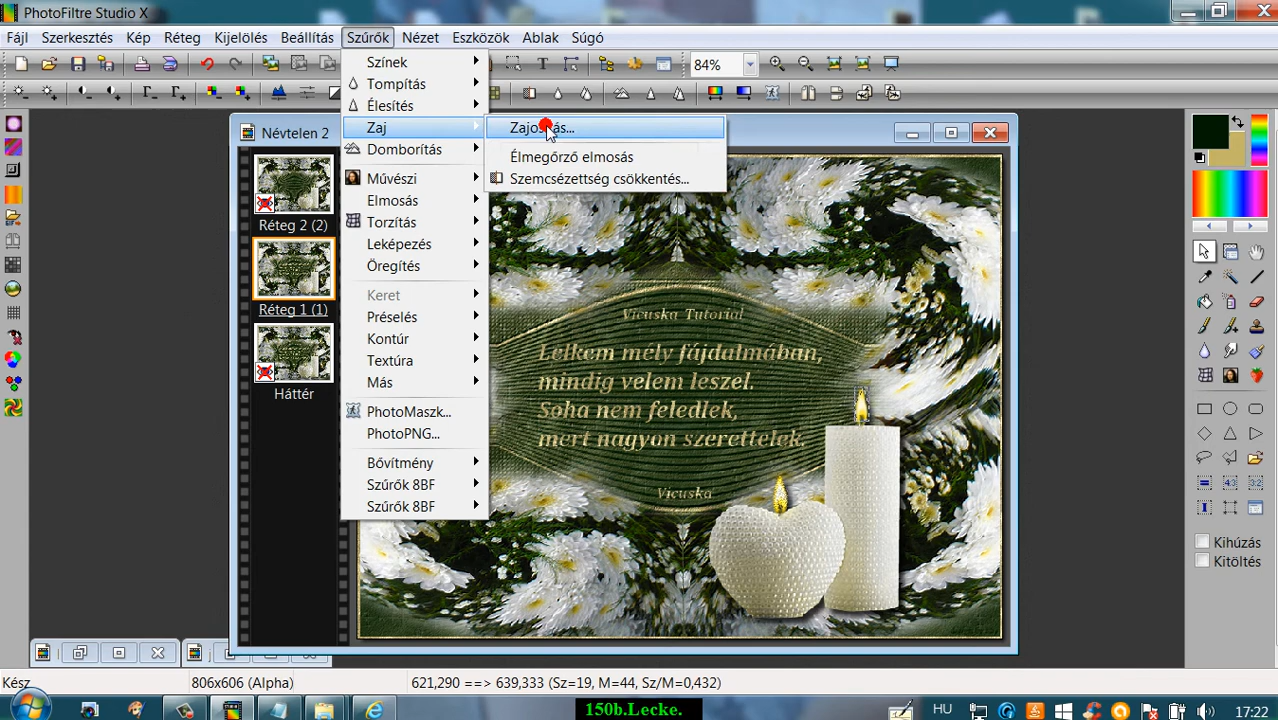 PhotoFiltre Studio X
Fájl Szerkesztés Kép Réteg Kijelölés Beállítás Szűrők Nézet Eszközök Ablak Súgó
84%
Színek
Tompítás
Élesítés
Zaj
Domborítás
Művészi
Elmosás
Torzítás
Leképezés
Öregítés
Keret
Préselés
Kontúr
Textúra
Más
PhotoMaszk...
PhotoPNG...
Bővítmény
Szűrők 8BF
Szűrők 8BF
Élmegőrző elmosás
Szemcsézettség csökkentés...
Névtelen 2
Réteg 2 (2)
Réteg 1 (1)
Háttér
Vicuska Tutorial
Lelkem mély fájdalmában,
mindig velem leszel.
Soha nem feledlek,
mert nagyon szerettelek.
Vicuska
Kihúzás
Kitöltés
Kész 806x606 (Alpha) 621,290 ==> 639,333 (Sz=19, M=44, Sz/M=0,432)
150b.Lecke.
HU 17:22